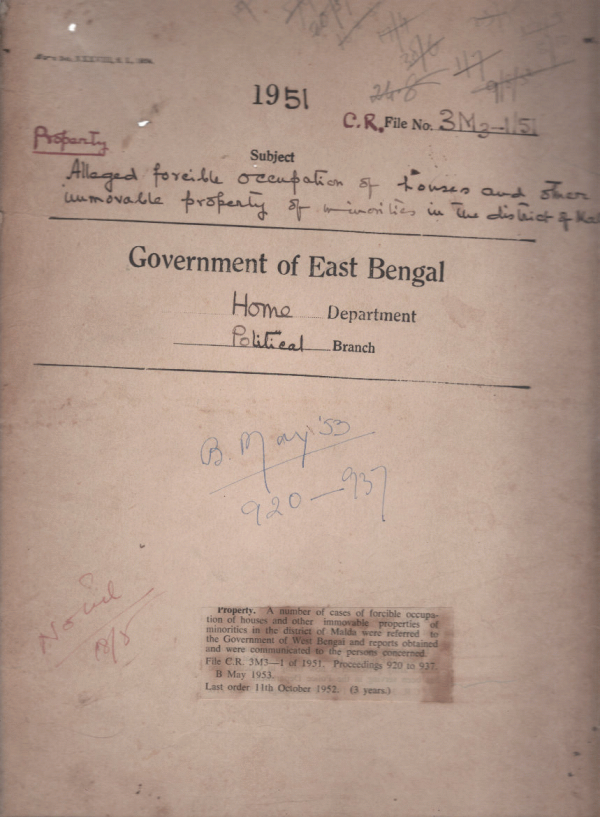 1951
C.R. File No. 3M3-1/51
Property
Subject
Alleged forcible occupation of houses and other
immovable property of minorities in the district of Mal
Government of East Bengal
Home Department
Political Branch
B. May '53
920-937
Property. A number of cases of forcible occupa-
tion of houses and other immovable properties of
minorities in the district of Malda were referred to
the Government of West Bengal and reports obtained
and were communicated to the persons concerned.
File C.R. 3M3—1 of 1951. Proceedings 920 to 937.
B May 1953.
Last order 11th October 1952. (3 years.)